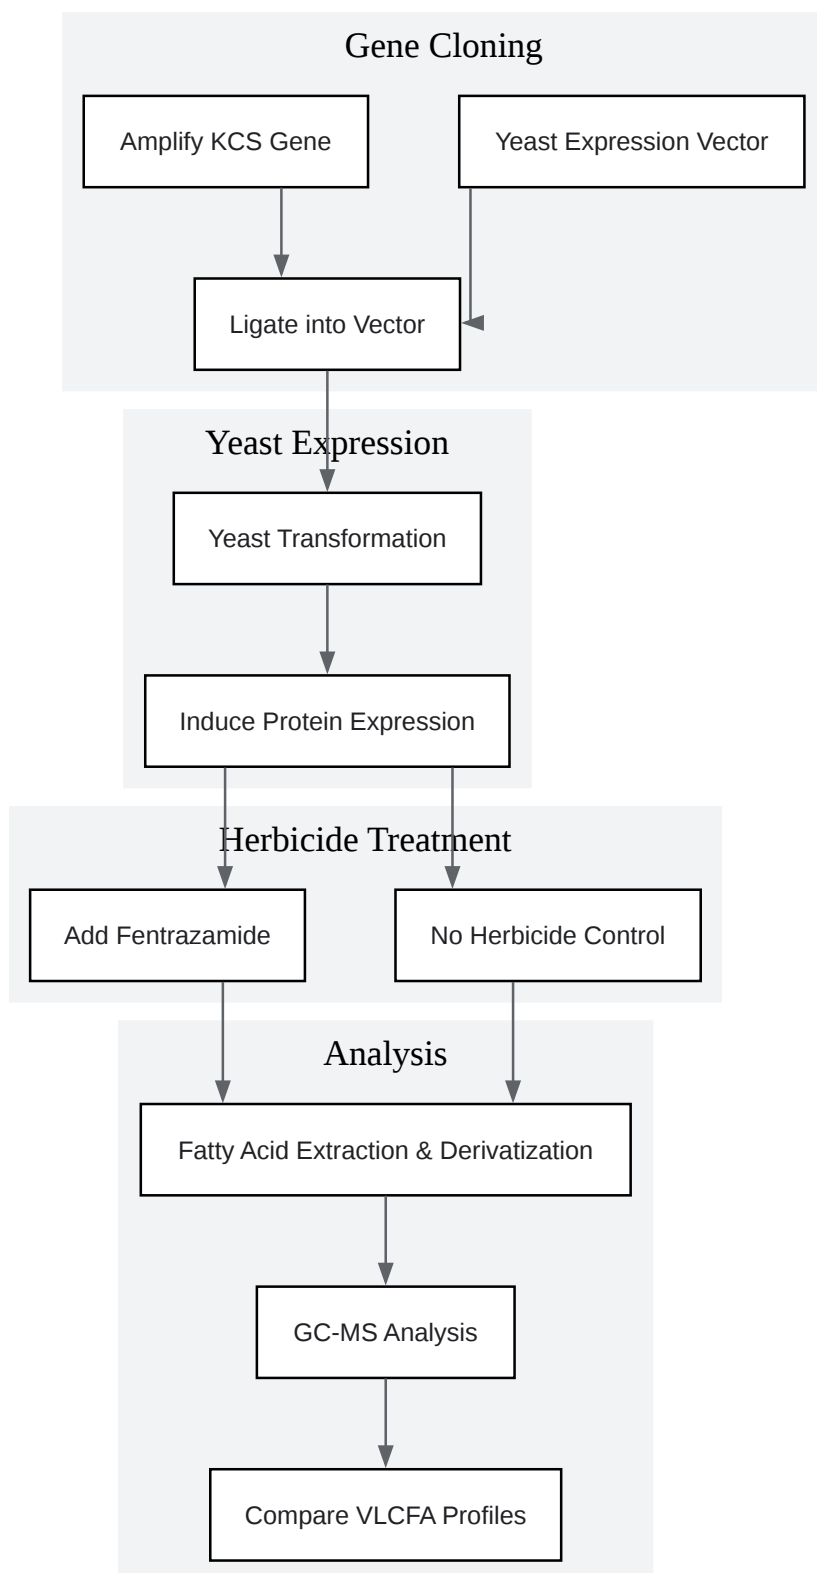 Gene Cloning
Amplify KCS Gene
Yeast Expression Vector
Ligate into Vector
Yeast Expression
Yeast Transformation
Induce Protein Expression
Herbicide Treatment
Add Fentrazamide
No Herbicide Control
Analysis
Fatty Acid Extraction & Derivatization
GC-MS Analysis
Compare VLCFA Profiles